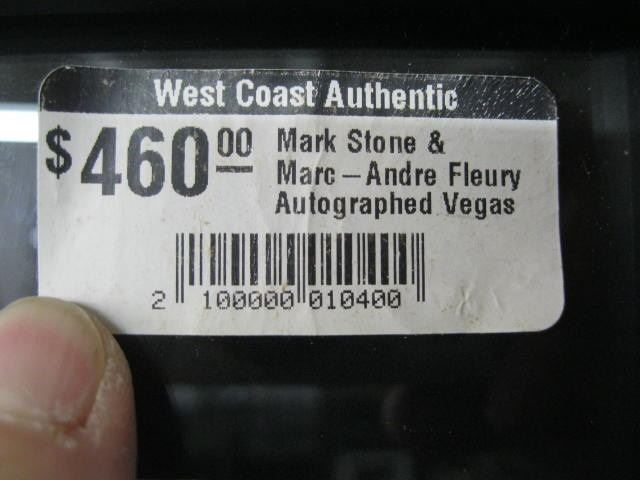 West Coast Authentic
$460.00
Mark Stone &
Marc-Andre Fleury
Autographed Vegas
2 100000 010400